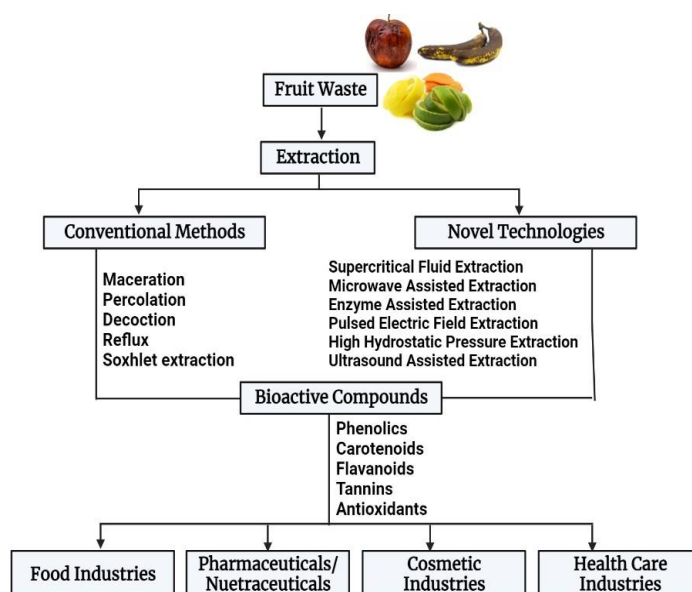 Fruit Waste
Extraction
Conventional Methods
Novel Technologies
Maceration
Percolation
Decoction
Reflux
Soxhlet extraction
Supercritical Fluid Extraction
Microwave Assisted Extraction
Enzyme Assisted Extraction
Pulsed Electric Field Extraction
High Hydrostatic Pressure Extraction
Ultrasound Assisted Extraction
Bioactive Compounds
Phenolics
Carotenoids
Flavanoids
Tannins
Antioxidants
Food Industries
Pharmaceuticals/
Nuetraceuticals
Cosmetic
Industries
Health Care
Industries